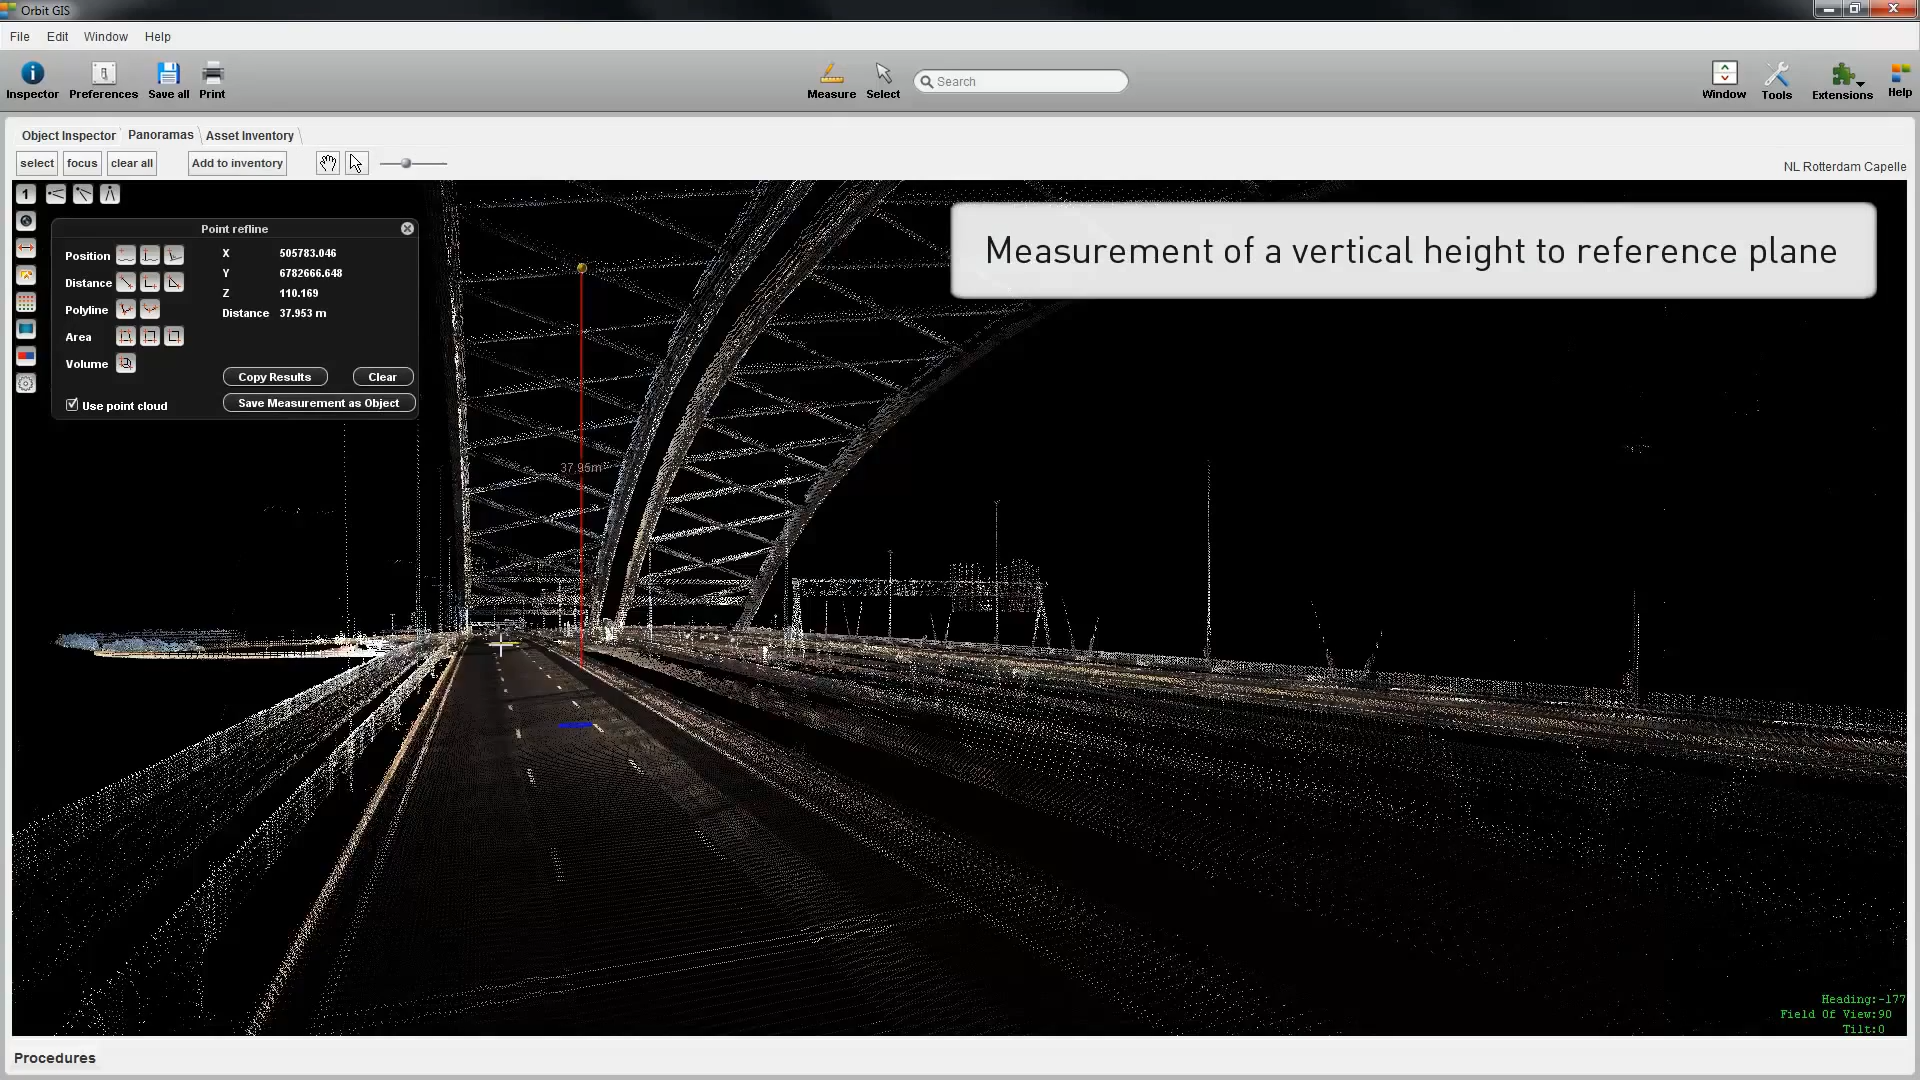 Orbit GIS
File Edit Window Help
Inspector Preferences Save all Print Measure Select Search Window Tools Extensions Help
Object Inspector Panoramas Asset Inventory
select focus clear all Add to inventory NL Rotterdam Capelle
1
Point refline
Position X 505783.046
Y 6782666.648
Distance Z 110.169
Polyline Distance 37.953 m
Area
Volume
Copy Results Clear
Use point cloud Save Measurement as Object
Measurement of a vertical height to reference plane
37,95m
Heading:-177
Field Of View:90
Tilt:0
Procedures